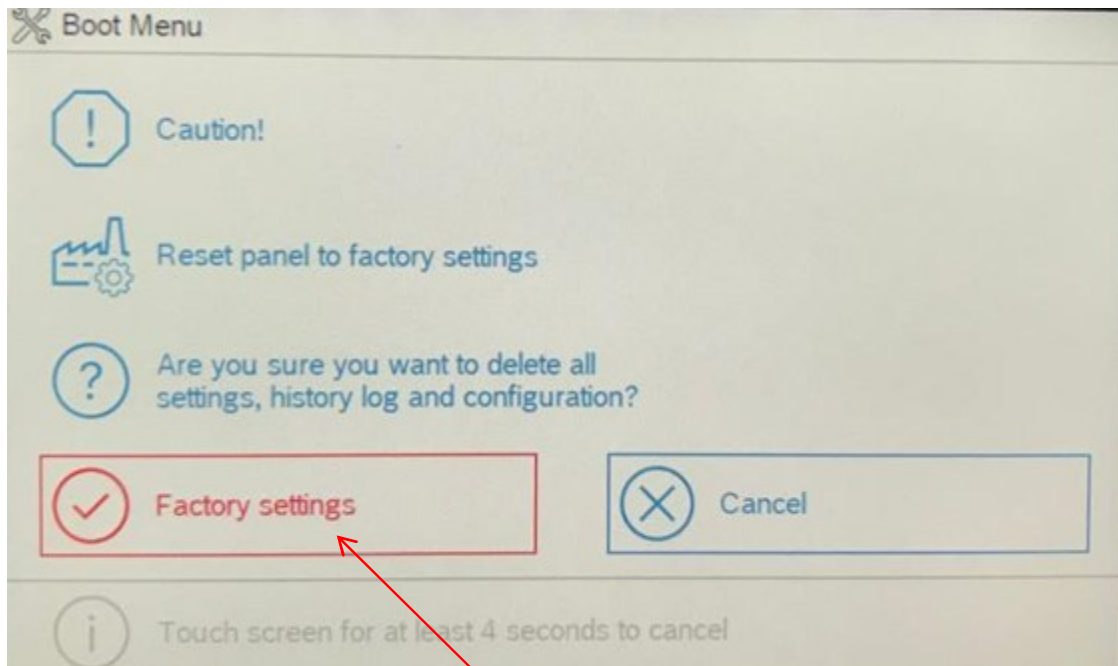 Boot Menu
Caution!
Reset panel to factory settings
Are you sure you want to delete all
settings, history log and configuration?
Factory settings
Cancel
Touch screen for at least 4 seconds to cancel